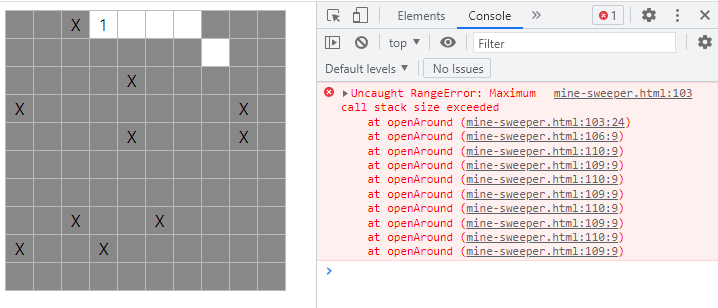 X 1
X
X X
X X
X X
X X
Elements Console » 1
top ▼ Filter
Default levels ▼ No Issues
▶Uncaught RangeError: Maximum mine-sweeper.html:103
call stack size exceeded
at openAround (mine-sweeper.html:103:24)
at openAround (mine-sweeper.html:106:9)
at openAround (mine-sweeper.html:110:9)
at openAround (mine-sweeper.html:109:9)
at openAround (mine-sweeper.html:110:9)
at openAround (mine-sweeper.html:109:9)
at openAround (mine-sweeper.html:110:9)
at openAround (mine-sweeper.html:109:9)
at openAround (mine-sweeper.html:110:9)
at openAround (mine-sweeper.html:109:9)